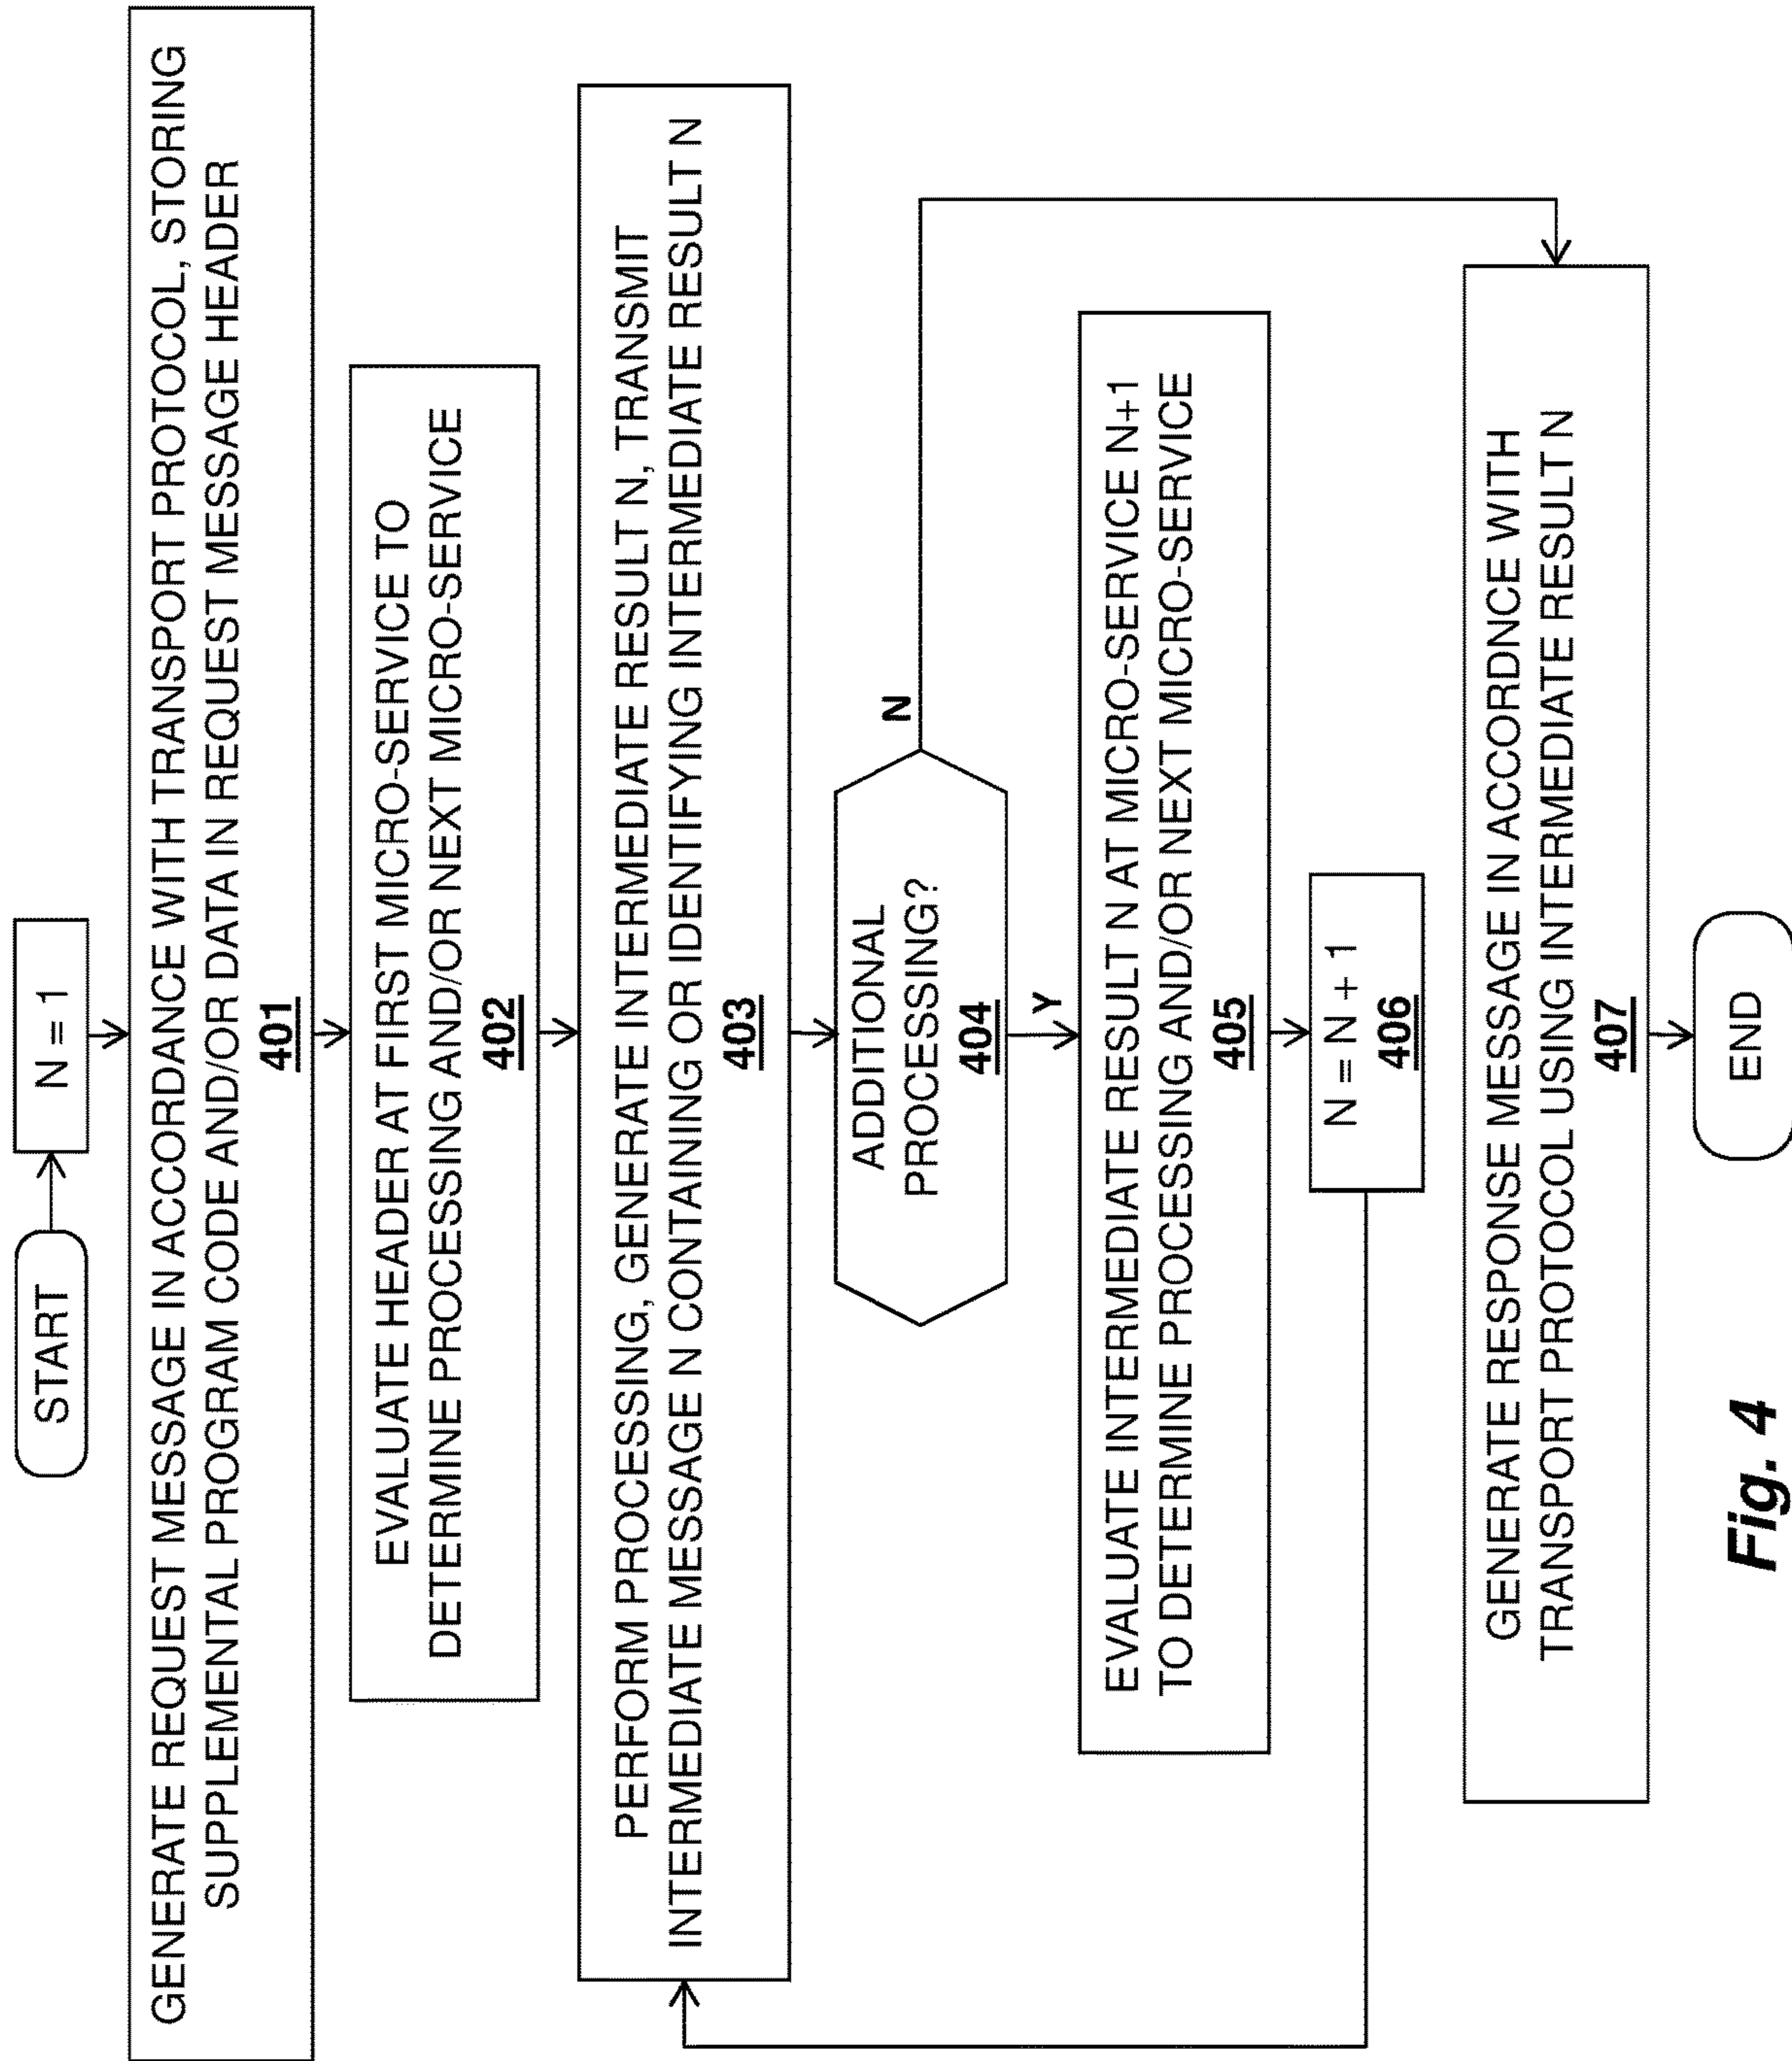 START
N = 1
GENERATE REQUEST MESSAGE IN ACCORDANCE WITH TRANSPORT PROTOCOL, STORING
SUPPLEMENTAL PROGRAM CODE AND/OR DATA IN REQUEST MESSAGE HEADER
401
EVALUATE HEADER AT FIRST MICRO-SERVICE TO
DETERMINE PROCESSING AND/OR NEXT MICRO-SERVICE
402
PERFORM PROCESSING, GENERATE INTERMEDIATE RESULT N, TRANSMIT
INTERMEDIATE MESSAGE N CONTAINING OR IDENTIFYING INTERMEDIATE RESULT N
403
ADDITIONAL
PROCESSING?
404
N
Y
EVALUATE INTERMEDIATE RESULT N AT MICRO-SERVICE N+1
TO DETERMINE PROCESSING AND/OR NEXT MICRO-SERVICE
405
N = N + 1
406
GENERATE RESPONSE MESSAGE IN ACCORDNCE WITH
TRANSPORT PROTOCOL USING INTERMEDIATE RESULT N
407
END
Fig. 4